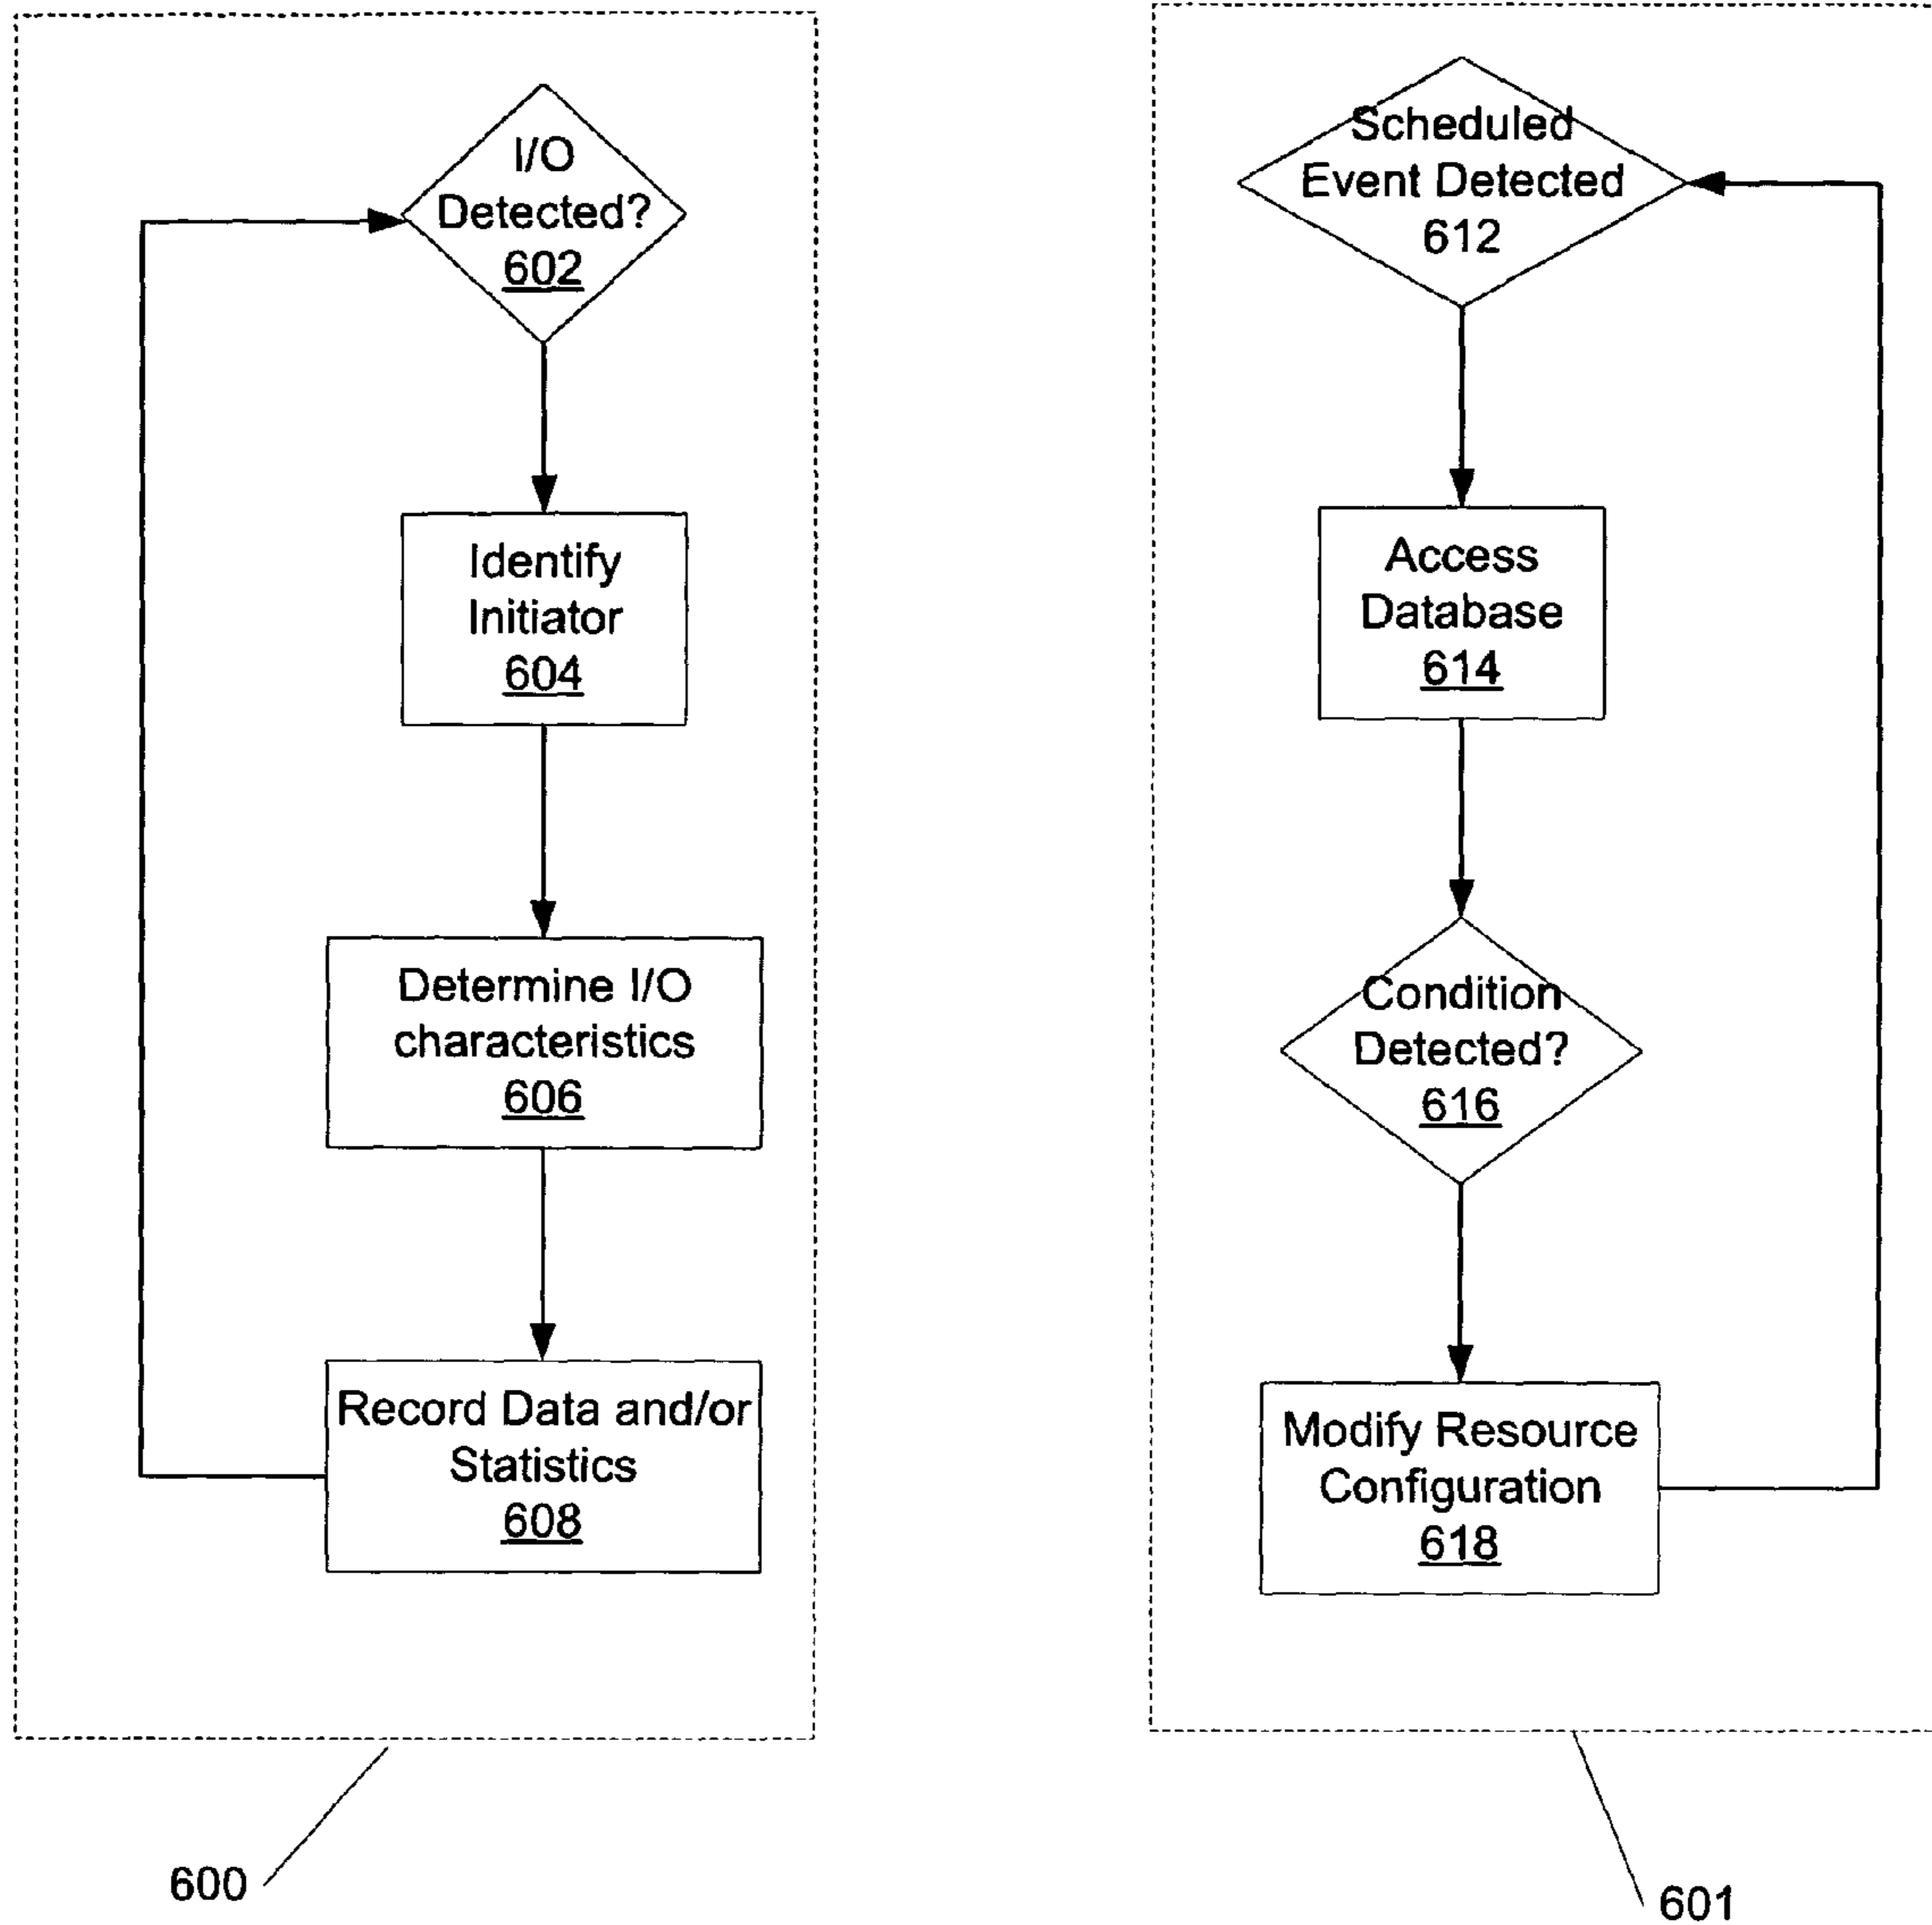 I/O
Detected?
602
Identify
Initiator
604
Determine I/O
characteristics
606
Record Data and/or
Statistics
608
600
Scheduled
Event Detected
612
Access
Database
614
Condition
Detected?
616
Modify Resource
Configuration
618
601